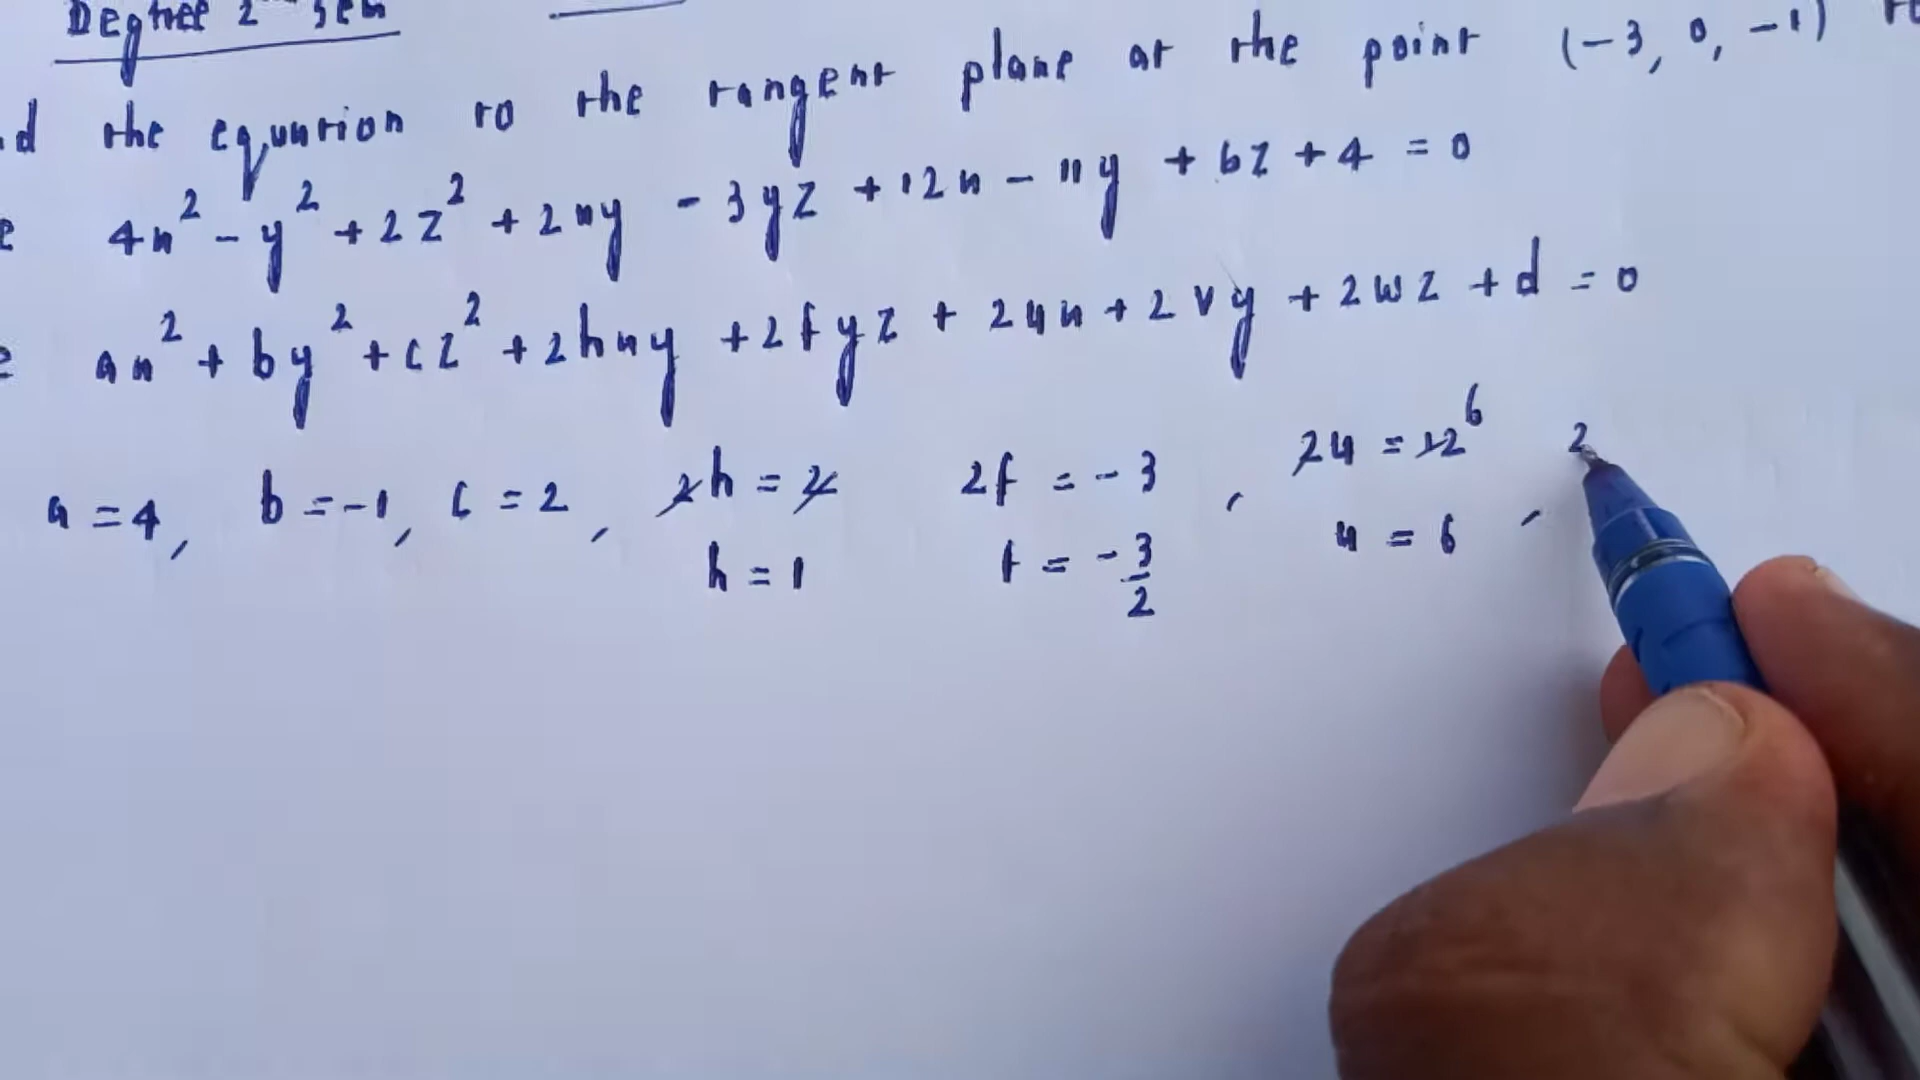 Degree 2nd sem
the equation to the tangent plane at the point (-3, 0, -1)
4x² - y² + 2z² + 2xy - 3yz + 12x - 11y + 6z + 4 = 0
ax² + by² + cz² + 2hxy + 2fyz + 2ux + 2vy + 2wz + d = 0
a = 4, b = -1, c = 2, 2h = 2 2f = -3, 2u = 12 6 2
h = 1 f = -3/2 u = 6,